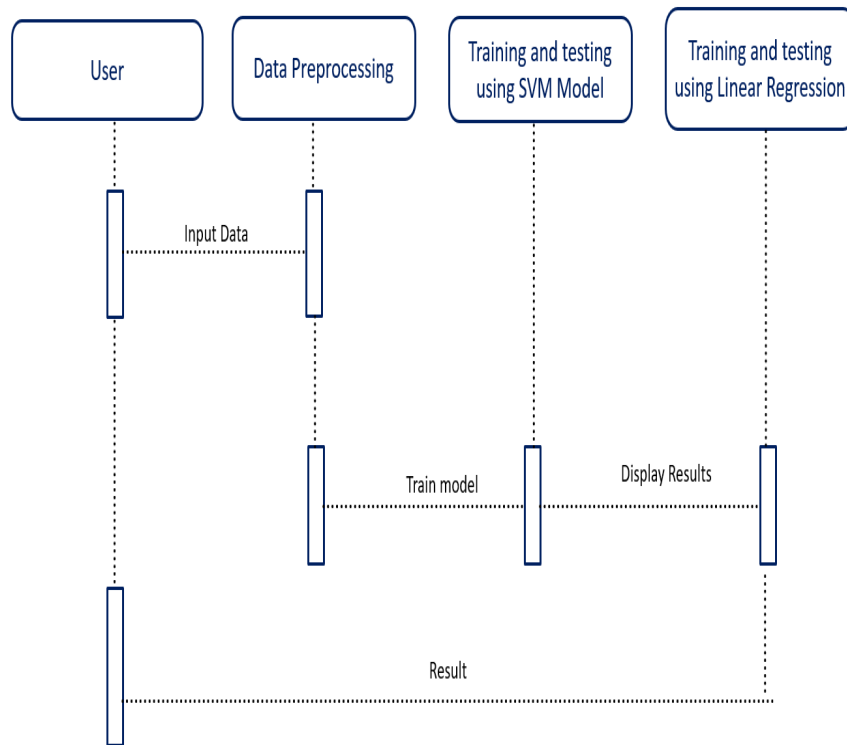 User
Data Preprocessing
Training and testing
using SVM Model
Training and testing
using Linear Regression
Input Data
Train model
Display Results
Result